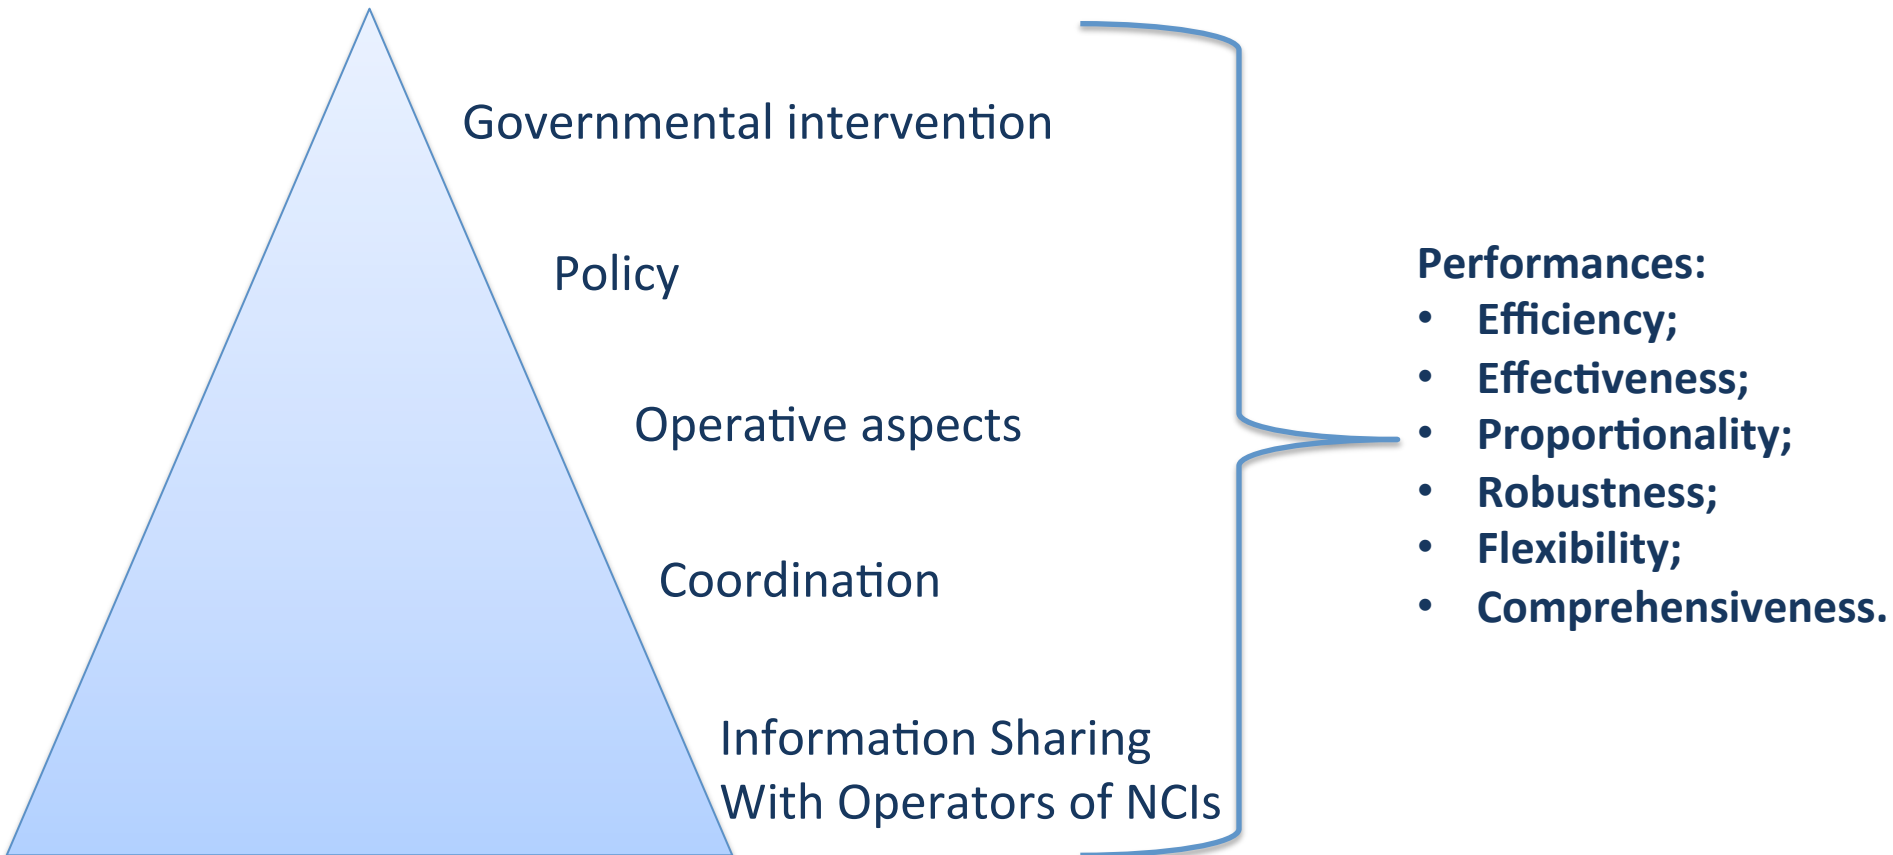 Governmental intervention
Policy
Operative aspects
Coordination
Information Sharing
With Operators of NCIs
Performances:
• Efficiency;
• Effectiveness;
• Proportionality;
• Robustness;
• Flexibility;
• Comprehensiveness.